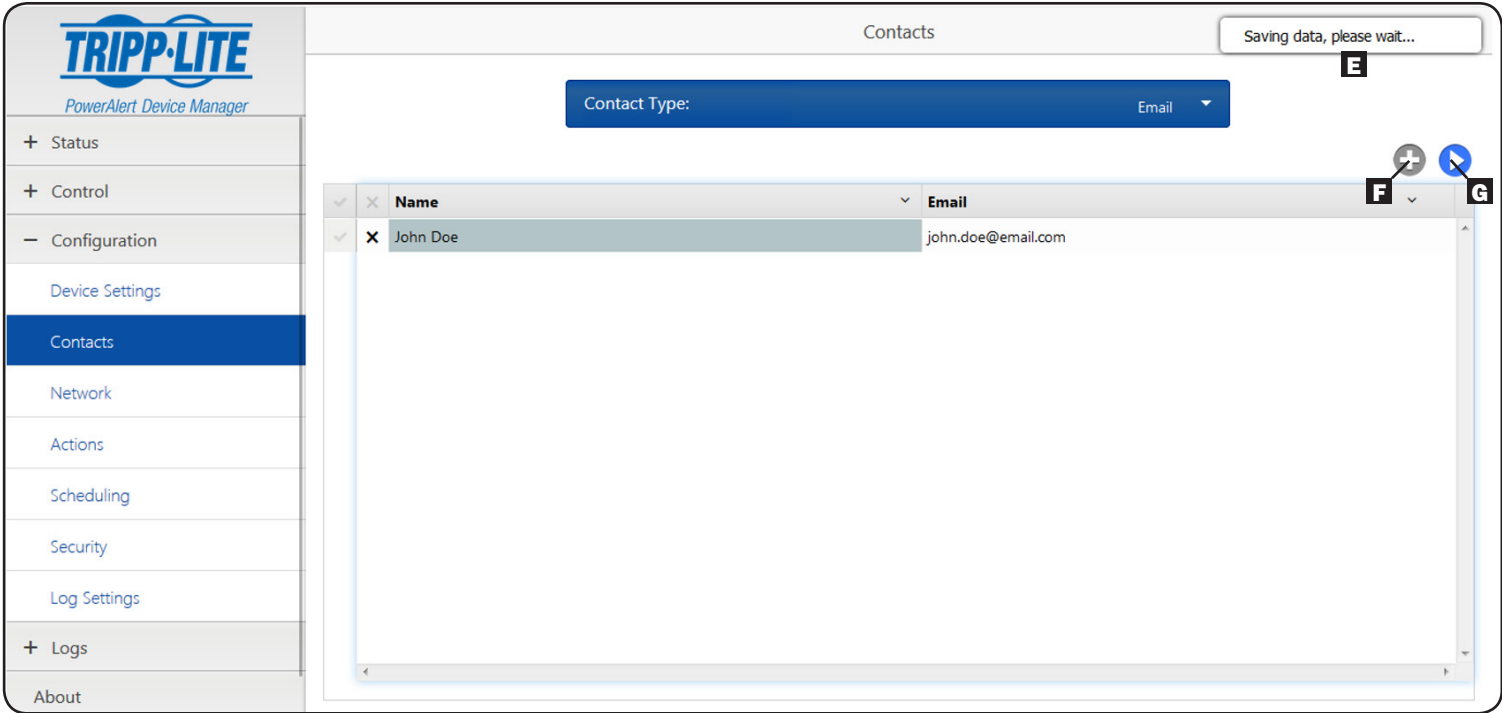 TRIPP·LITE
PowerAlert Device Manager
Contacts
Saving data, please wait...
E
Contact Type:
Email
+ Status
+ Control
− Configuration
Device Settings
Contacts
Network
Actions
Scheduling
Security
Log Settings
+ Logs
About
F
G
Name
Email
John Doe
john.doe@email.com